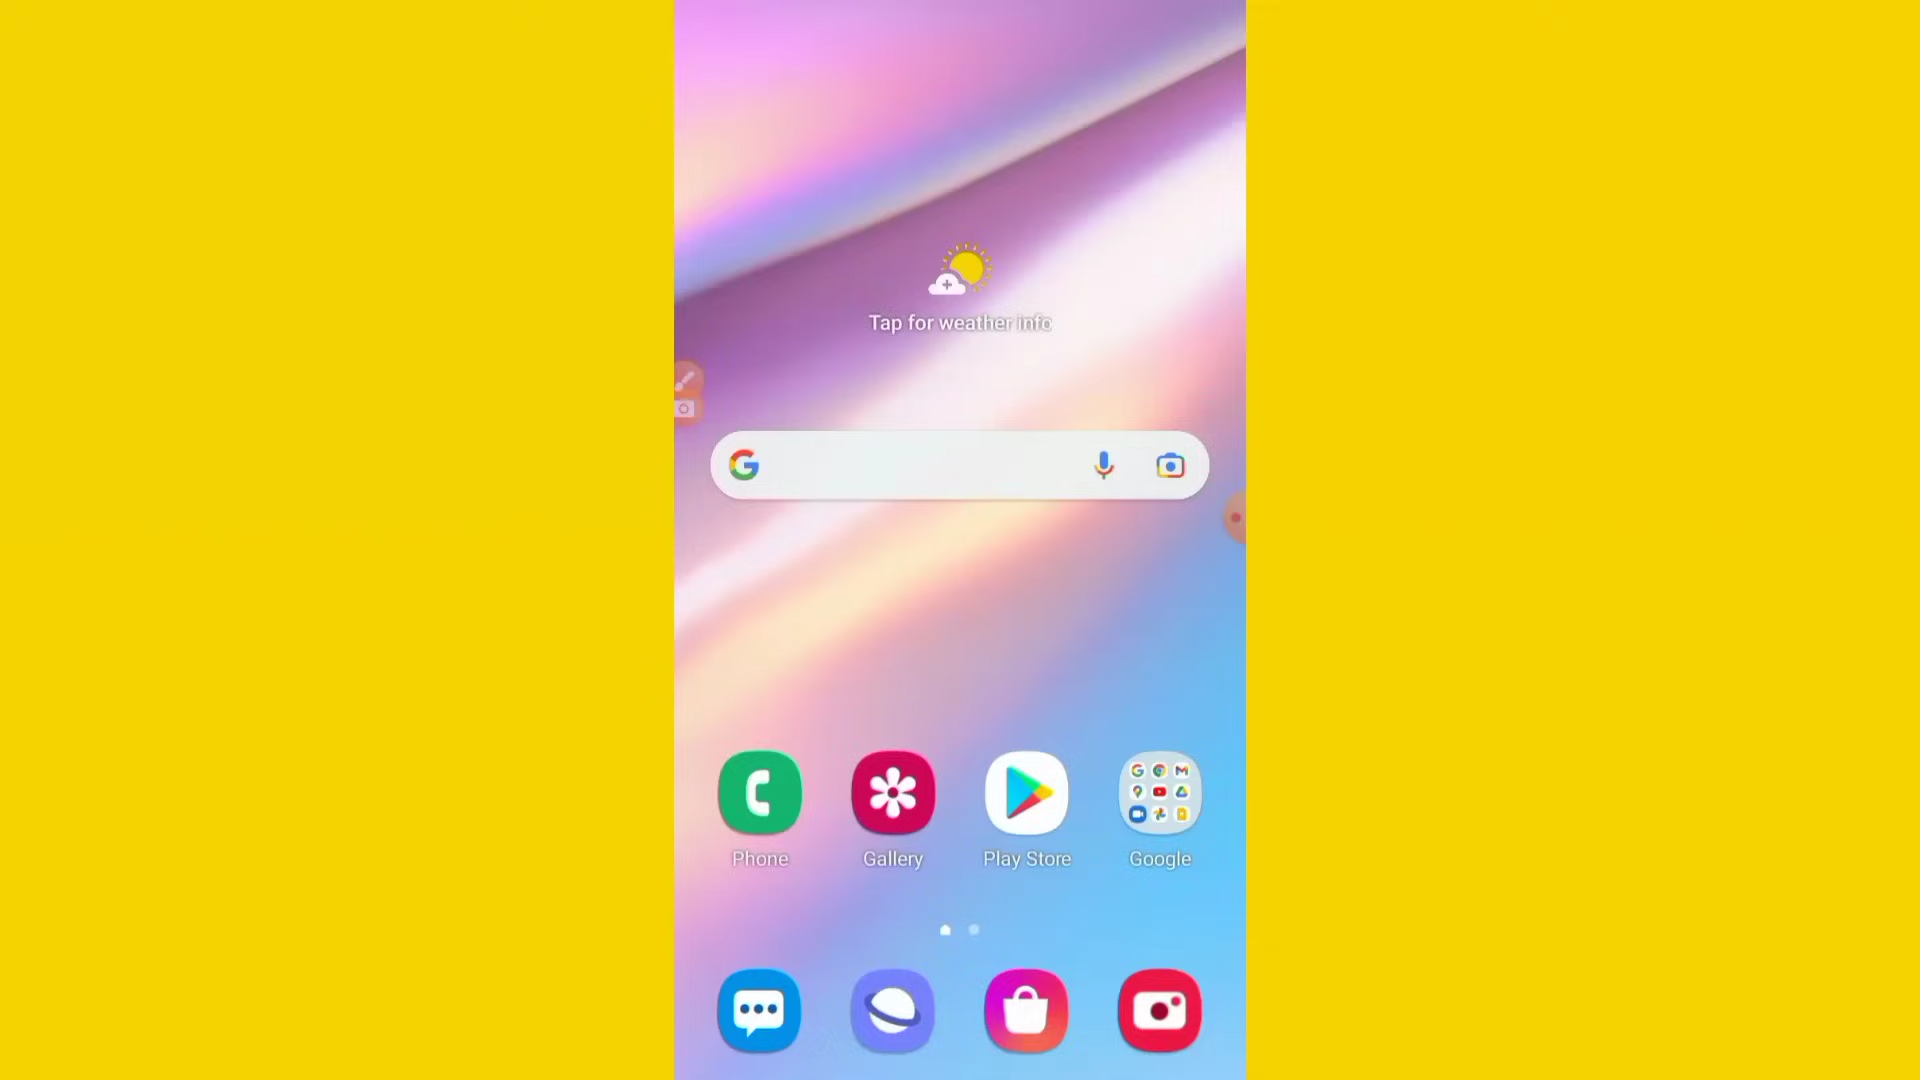 Tap for weather info
Phone
Gallery
Play Store
Google